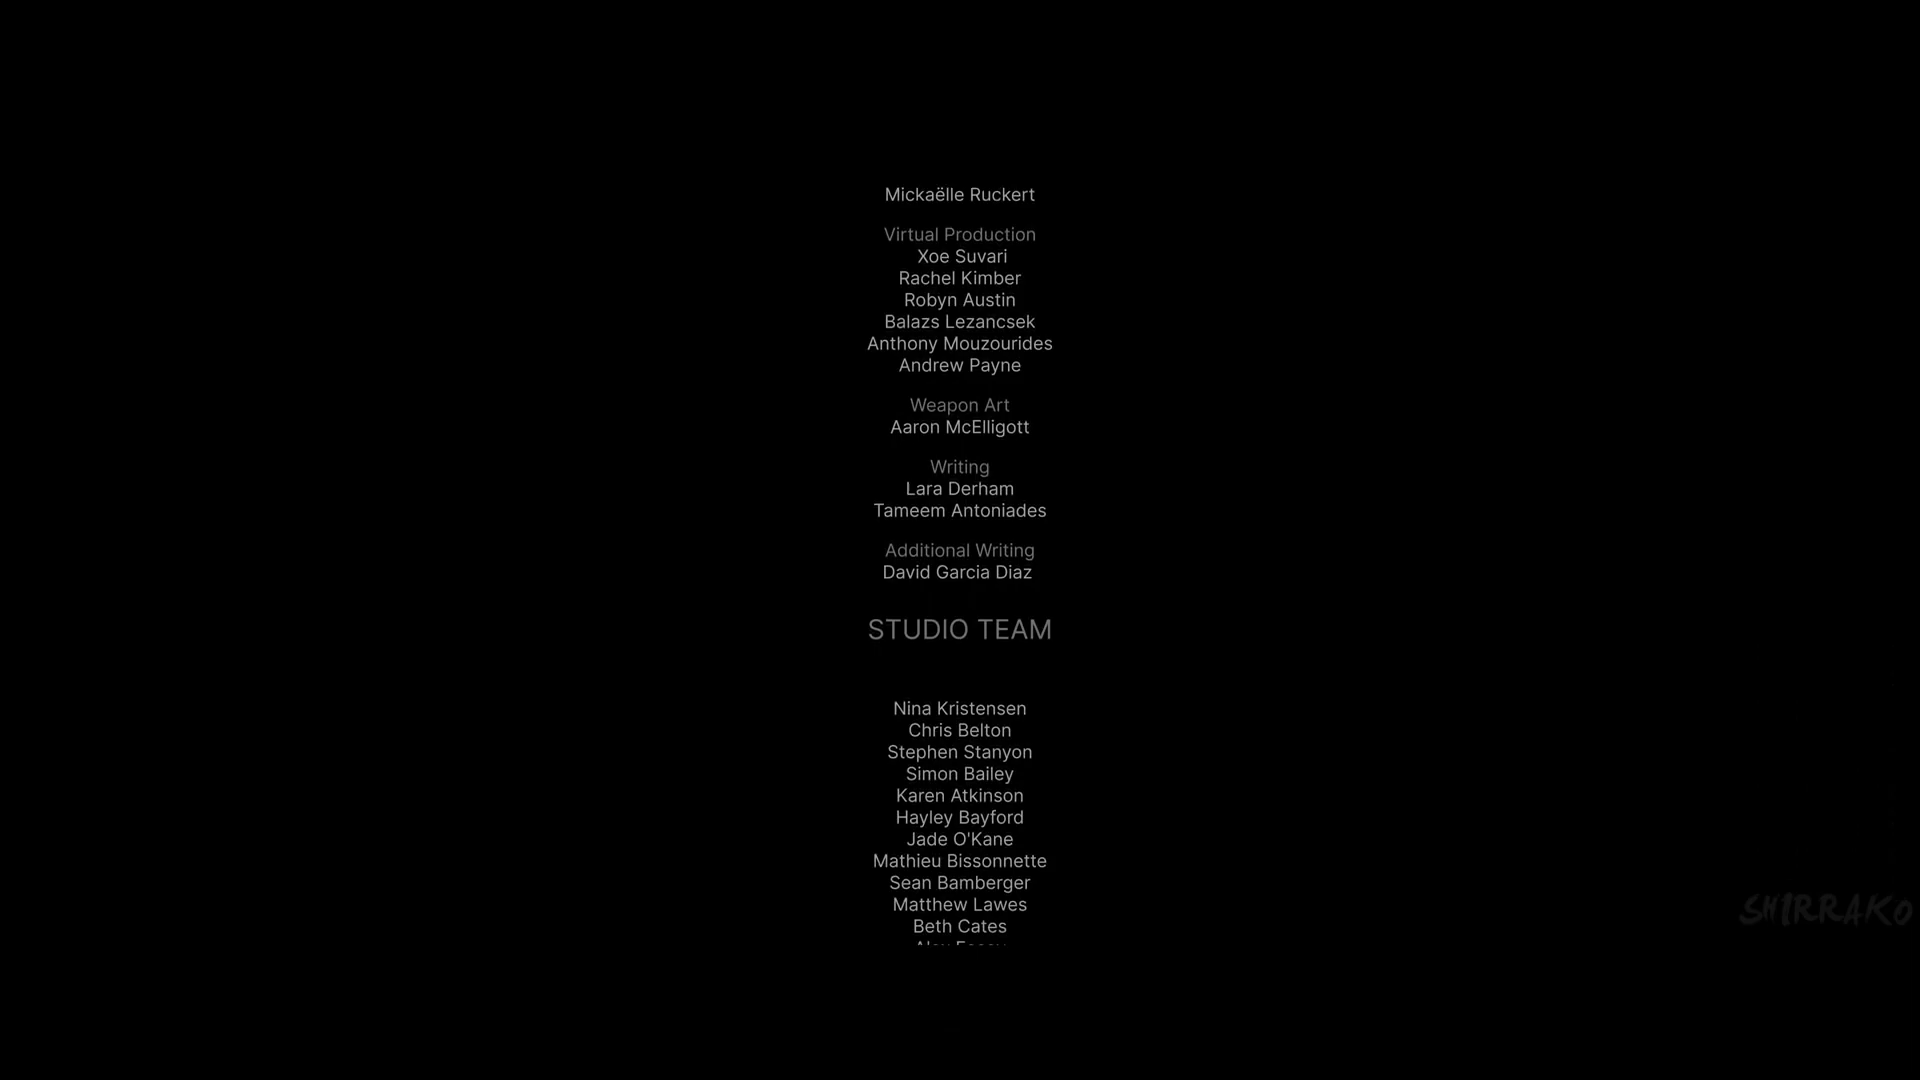 Mickaëlle Ruckert
Virtual Production
Xoe Suvari
Rachel Kimber
Robyn Austin
Balazs Lezancsek
Anthony Mouzourides
Andrew Payne
Weapon Art
Aaron McElligott
Writing
Lara Derham
Tameem Antoniades
Additional Writing
David Garcia Diaz
STUDIO TEAM
Nina Kristensen
Chris Belton
Stephen Stanyon
Simon Bailey
Karen Atkinson
Hayley Bayford
Jade O'Kane
Mathieu Bissonnette
Sean Bamberger
Matthew Lawes
Beth Cates
SHIRRAKO